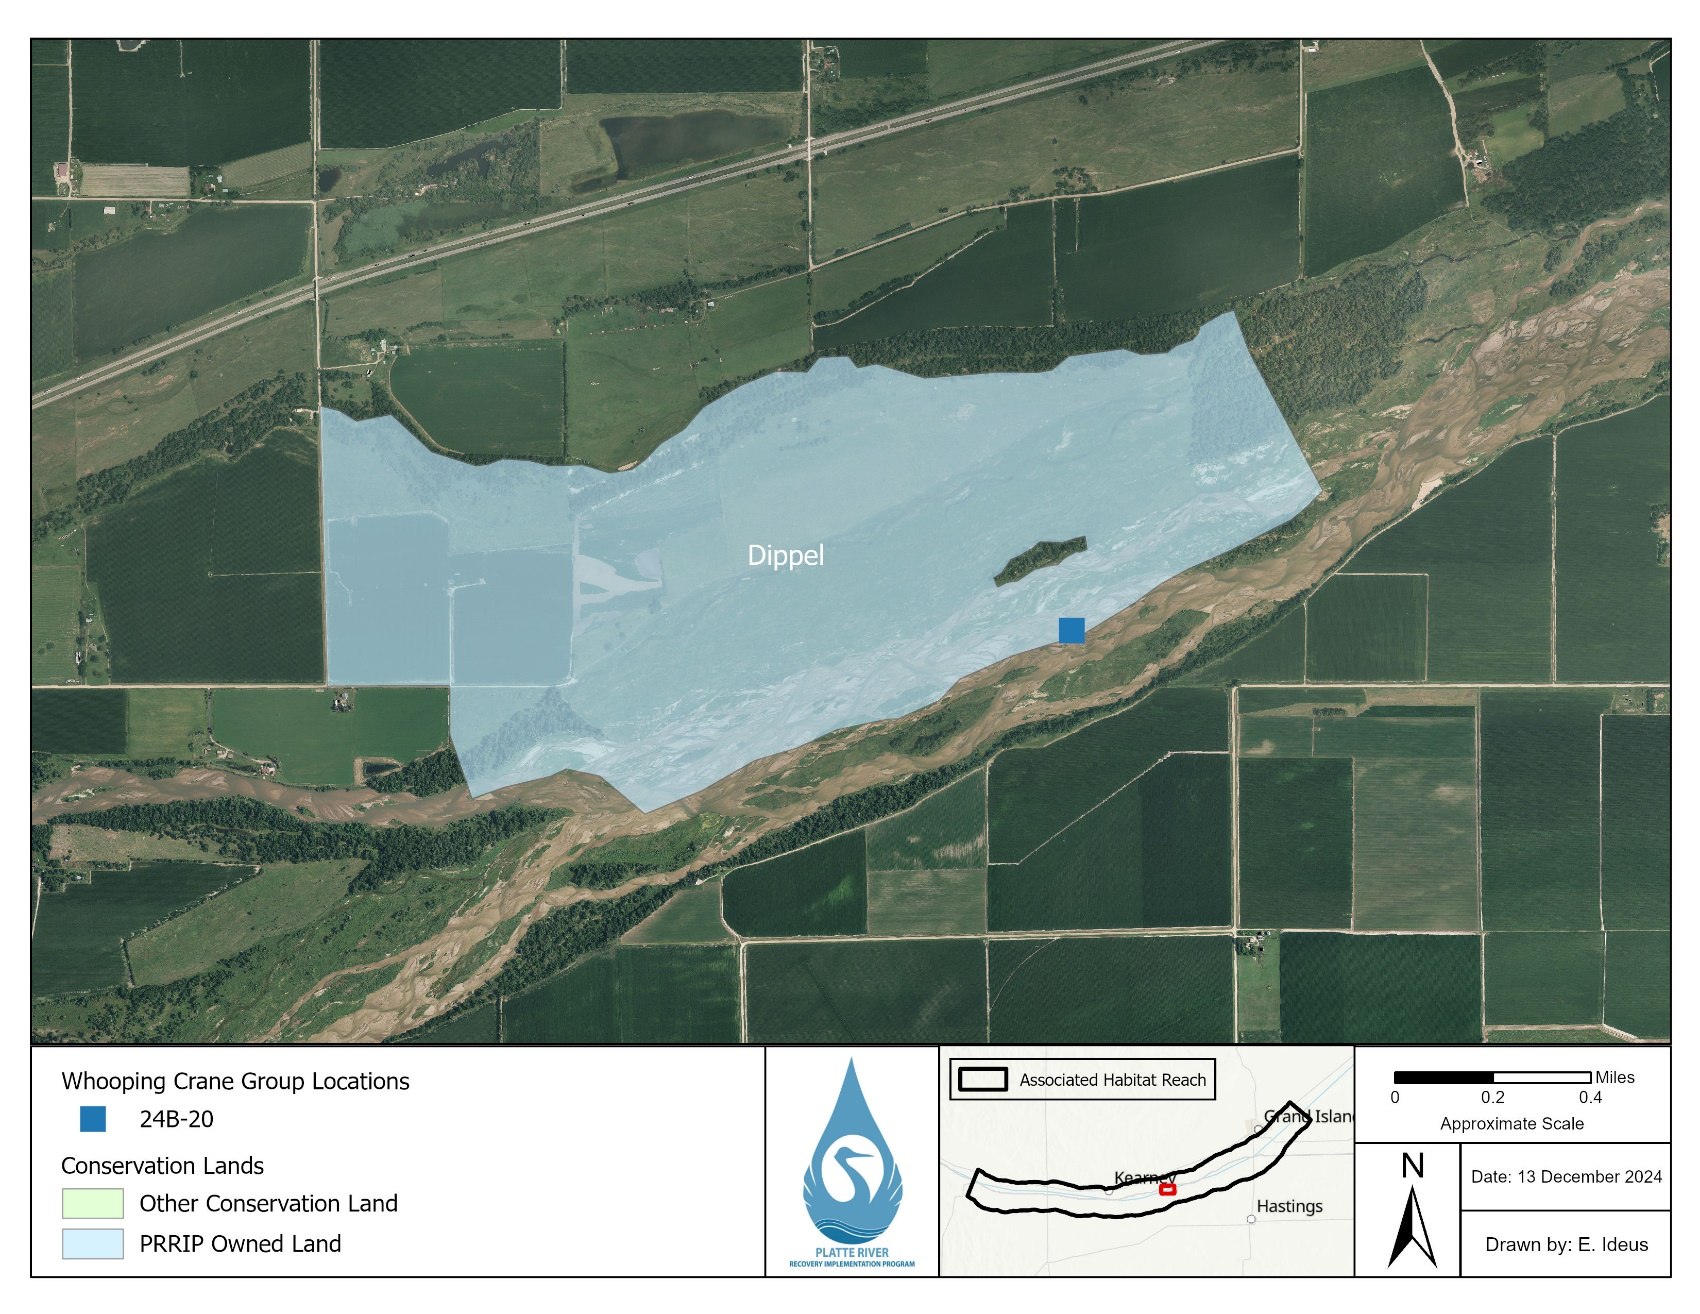 Dippel
Whooping Crane Group Locations
24B-20
Conservation Lands
Other Conservation Land
PRRIP Owned Land
PLATTE RIVER
RECOVERY IMPLEMENTATION PROGRAM
Associated Habitat Reach
Grand Islan
Kearney
Hastings
Miles
0 0.2 0.4
Approximate Scale
N
Date: 13 December 2024
Drawn by: E. Ideus